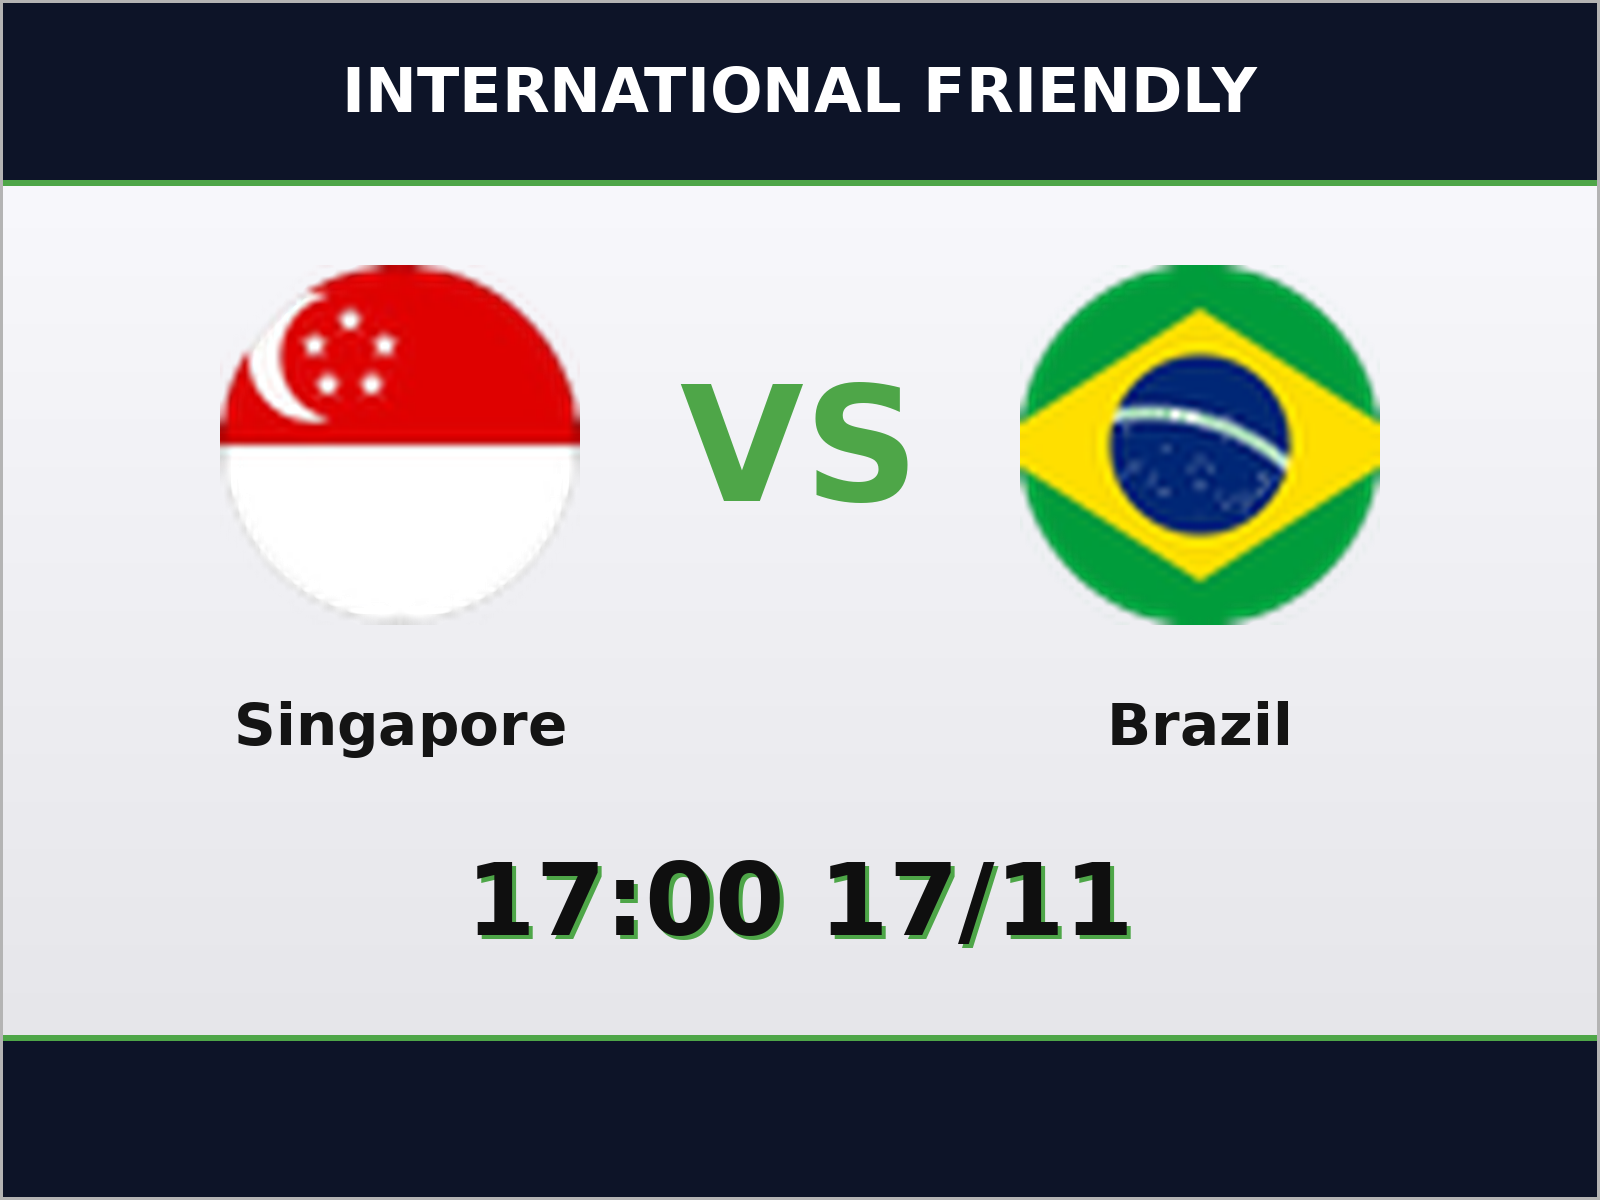 INTERNATIONAL FRIENDLY
VS
Singapore
Brazil
17:00 17/11